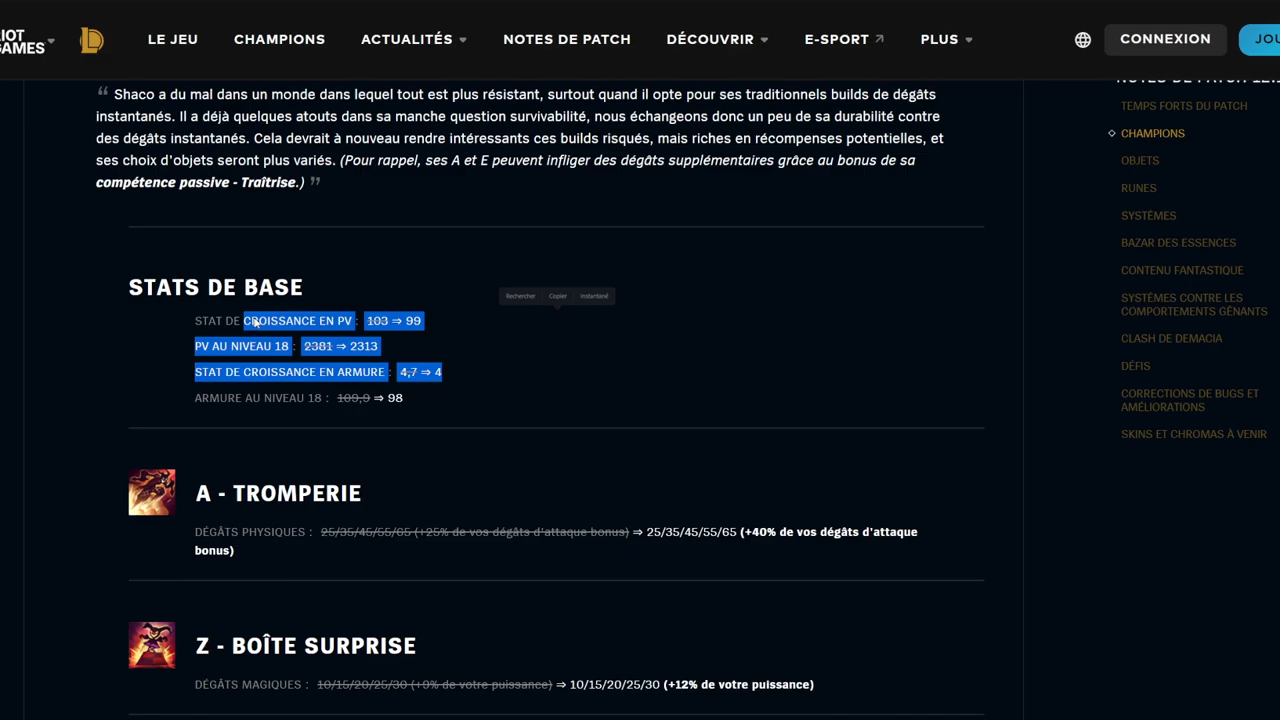 RIOT
GAMES
LE JEU
CHAMPIONS
ACTUALITÉS
NOTES DE PATCH
DÉCOUVRIR
E-SPORT
PLUS
CONNEXION
“ Shaco a du mal dans un monde dans lequel tout est plus résistant, surtout quand il opte pour ses traditionnels builds de dégâts
instantanés. Il a déjà quelques atouts dans sa manche question survivabilité, nous échangeons donc un peu de sa durabilité contre
des dégâts instantanés. Cela devrait à nouveau rendre intéressants ces builds risqués, mais riches en récompenses potentielles, et
ses choix d'objets seront plus variés. (Pour rappel, ses A et E peuvent infliger des dégâts supplémentaires grâce au bonus de sa
compétence passive - Traîtrise.) ”
STATS DE BASE
Rechercher Copier Instantané
STAT DE CROISSANCE EN PV : 103 ⇒ 99
PV AU NIVEAU 18 : 2381 ⇒ 2313
STAT DE CROISSANCE EN ARMURE : 4,7 ⇒ 4
ARMURE AU NIVEAU 18 : 109,9 ⇒ 98
A - TROMPERIE
DÉGÂTS PHYSIQUES : 25/35/45/55/65 (+25% de vos dégâts d'attaque bonus) ⇒ 25/35/45/55/65 (+40% de vos dégâts d'attaque
bonus)
Z - BOÎTE SURPRISE
DÉGÂTS MAGIQUES : 10/15/20/25/30 (+9% de votre puissance) ⇒ 10/15/20/25/30 (+12% de votre puissance)
NOTES DE PATCH
TEMPS FORTS DU PATCH
CHAMPIONS
OBJETS
RUNES
SYSTÈMES
BAZAR DES ESSENCES
CONTENU FANTASTIQUE
SYSTÈMES CONTRE LES
COMPORTEMENTS GÊNANTS
CLASH DE DEMACIA
DÉFIS
CORRECTIONS DE BUGS ET
AMÉLIORATIONS
SKINS ET CHROMAS À VENIR